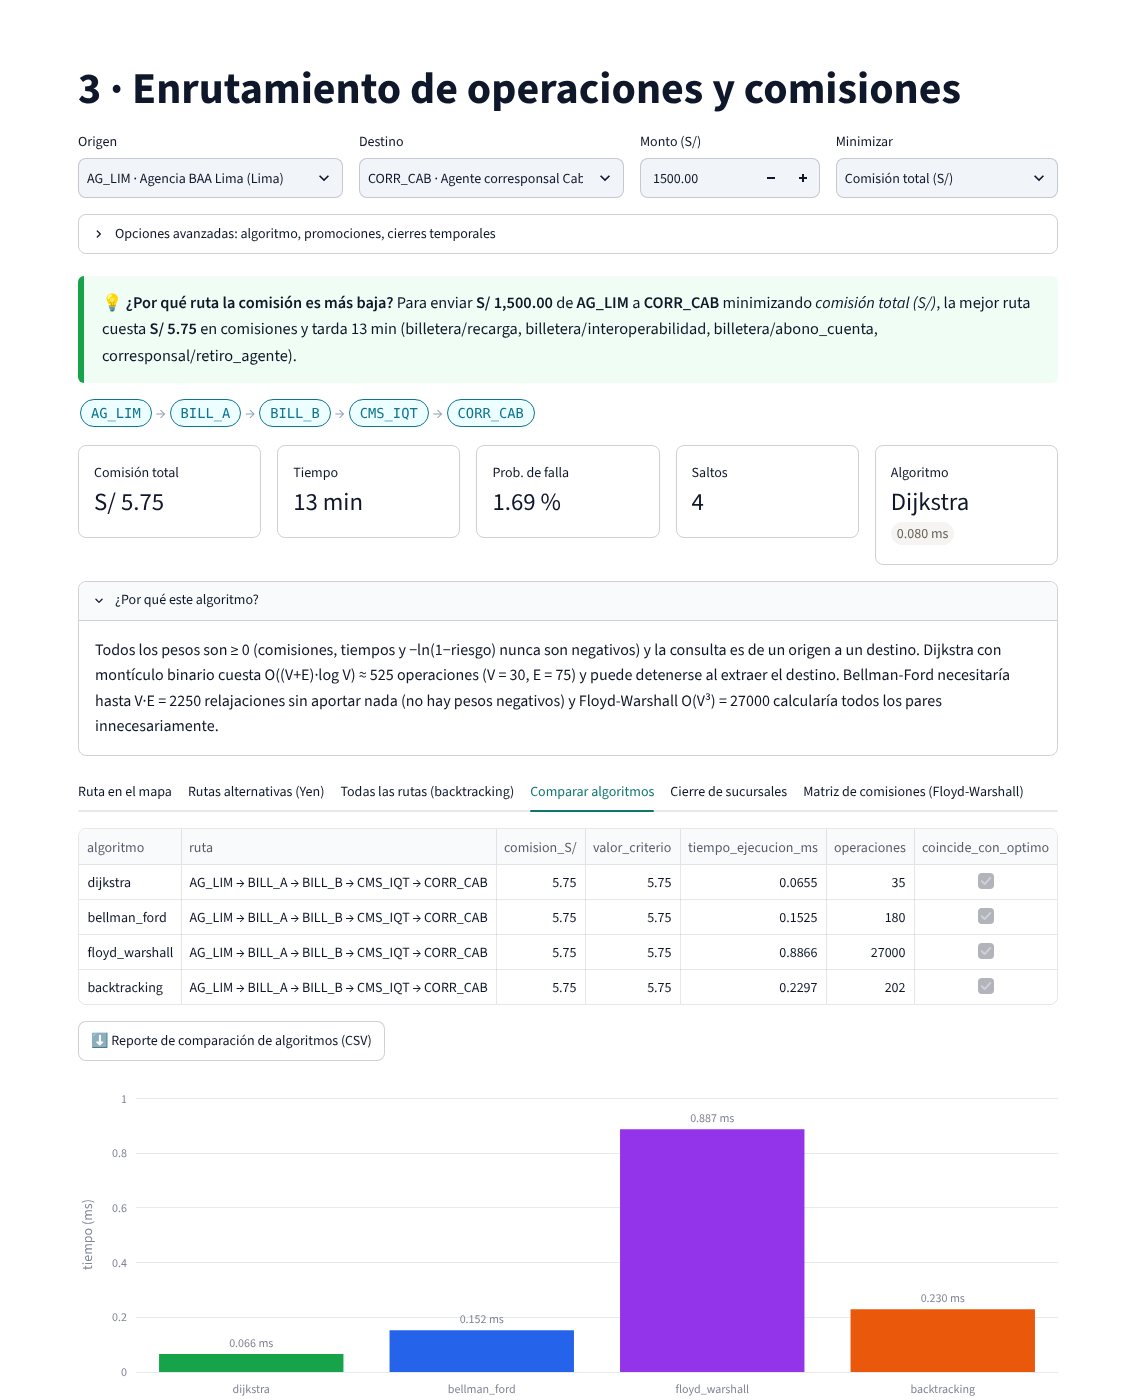 3 · Enrutamiento de operaciones y comisiones
Origen
Destino
Monto (S/)
Minimizar
AG_LIM · Agencia BAA Lima (Lima)
CORR_CAB · Agente corresponsal Cab
1500.00
Comisión total (S/)
Opciones avanzadas: algoritmo, promociones, cierres temporales
💡 ¿Por qué ruta la comisión es más baja? Para enviar S/ 1,500.00 de AG_LIM a CORR_CAB minimizando comisión total (S/), la mejor ruta
cuesta S/ 5.75 en comisiones y tarda 13 min (billetera/recarga, billetera/interoperabilidad, billetera/abono_cuenta,
corresponsal/retiro_agente).
AG_LIM → BILL_A → BILL_B → CMS_IQT → CORR_CAB
Comisión total
S/ 5.75
Tiempo
13 min
Prob. de falla
1.69 %
Saltos
4
Algoritmo
Dijkstra
0.080 ms
¿Por qué este algoritmo?
Todos los pesos son ≥ 0 (comisiones, tiempos y −ln(1−riesgo) nunca son negativos) y la consulta es de un origen a un destino. Dijkstra con
montículo binario cuesta O((V+E)·log V) ≈ 525 operaciones (V = 30, E = 75) y puede detenerse al extraer el destino. Bellman-Ford necesitaría
hasta V·E = 2250 relajaciones sin aportar nada (no hay pesos negativos) y Floyd-Warshall O(V³) = 27000 calcularía todos los pares
innecesariamente.
Ruta en el mapa
Rutas alternativas (Yen)
Todas las rutas (backtracking)
Comparar algoritmos
Cierre de sucursales
Matriz de comisiones (Floyd-Warshall)
algoritmo ruta comision_S/ valor_criterio tiempo_ejecucion_ms operaciones coincide_con_optimo
dijkstra AG_LIM → BILL_A → BILL_B → CMS_IQT → CORR_CAB 5.75 5.75 0.0655 35
bellman_ford AG_LIM → BILL_A → BILL_B → CMS_IQT → CORR_CAB 5.75 5.75 0.1525 180
floyd_warshall AG_LIM → BILL_A → BILL_B → CMS_IQT → CORR_CAB 5.75 5.75 0.8866 27000
backtracking AG_LIM → BILL_A → BILL_B → CMS_IQT → CORR_CAB 5.75 5.75 0.2297 202
⬇️ Reporte de comparación de algoritmos (CSV)
tiempo (ms)
1
0.8
0.6
0.4
0.2
0
0.066 ms
0.152 ms
0.887 ms
0.230 ms
dijkstra
bellman_ford
floyd_warshall
backtracking